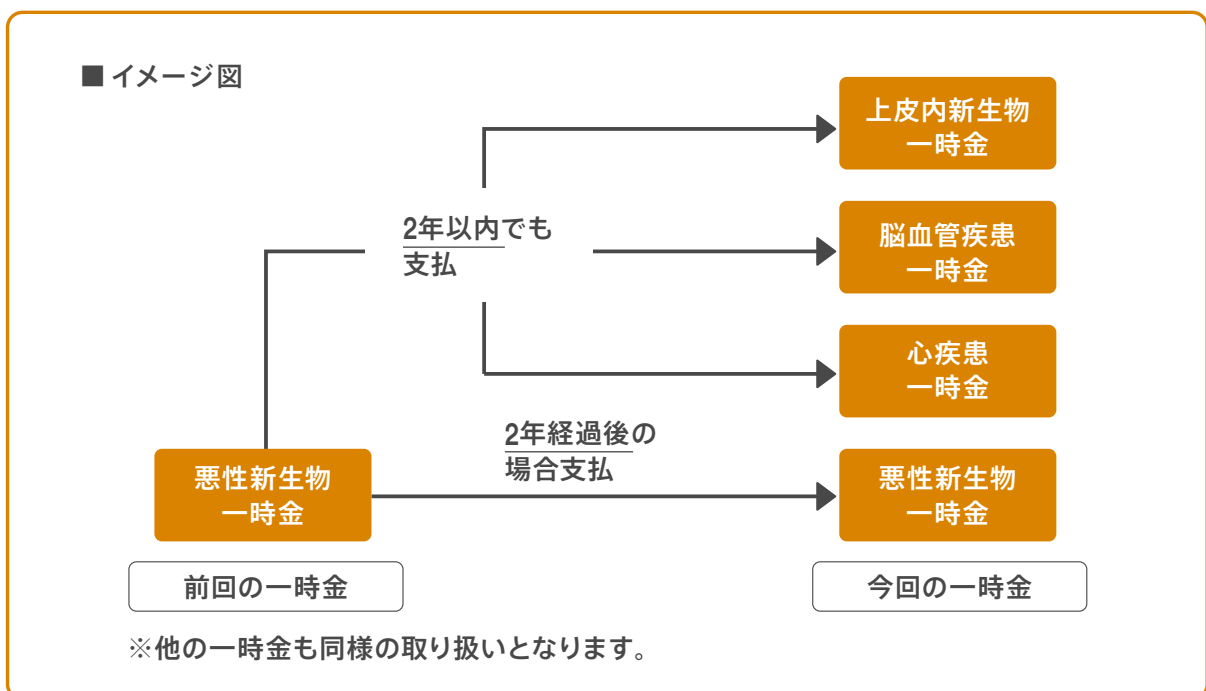 ■ イメージ図
上皮内新生物
一時金
2年以内でも
支払
脳血管疾患
一時金
心疾患
一時金
2年経過後の
場合支払
悪性新生物
一時金
悪性新生物
一時金
前回の一時金
今回の一時金
※他の一時金も同様の取り扱いとなります。